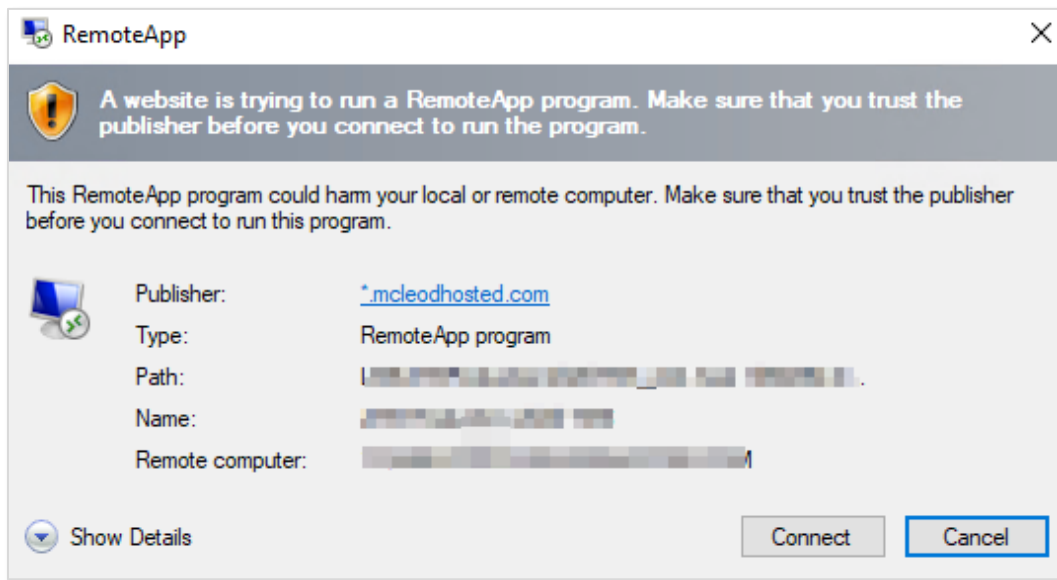 RemoteApp
A website is trying to run a RemoteApp program. Make sure that you trust the
publisher before you connect to run the program.
This RemoteApp program could harm your local or remote computer. Make sure that you trust the publisher
before you connect to run this program.
Publisher: *.mcleodhosted.com
Type: RemoteApp program
Path:
Name:
Remote computer:
Show Details Connect Cancel